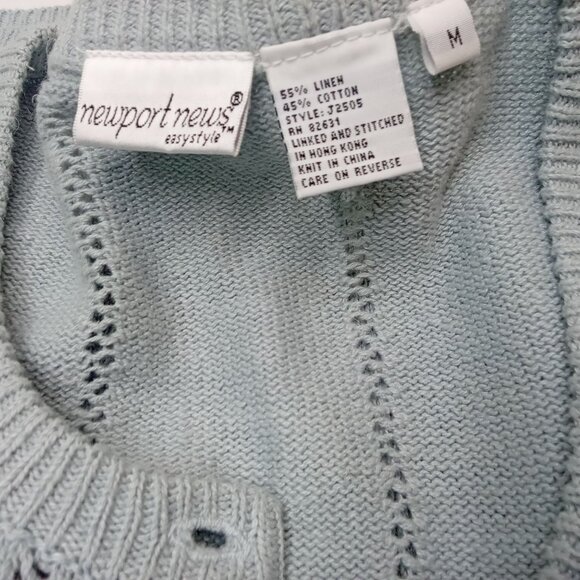 newport news®
easystyle™
55% LINEN
45% COTTON
STYLE: J2505
RN 82631
LINKED AND STITCHED
IN HONG KONG
KNIT IN CHINA
CARE ON REVERSE
M